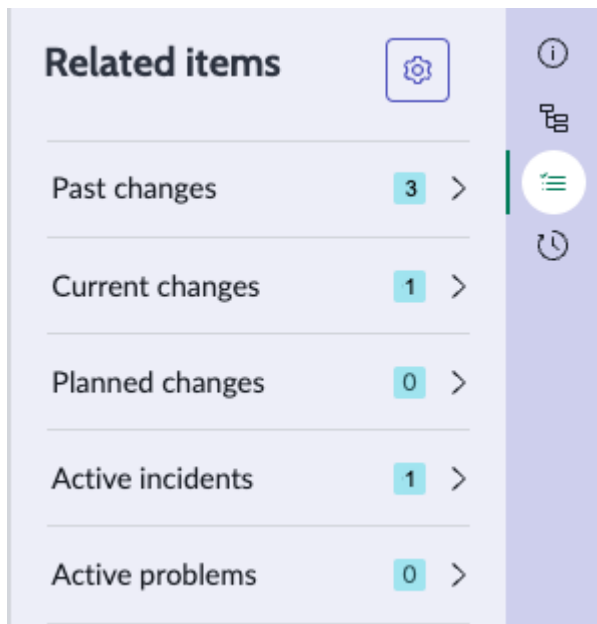 Related items
Past changes 3
Current changes 1
Planned changes 0
Active incidents 1
Active problems 0